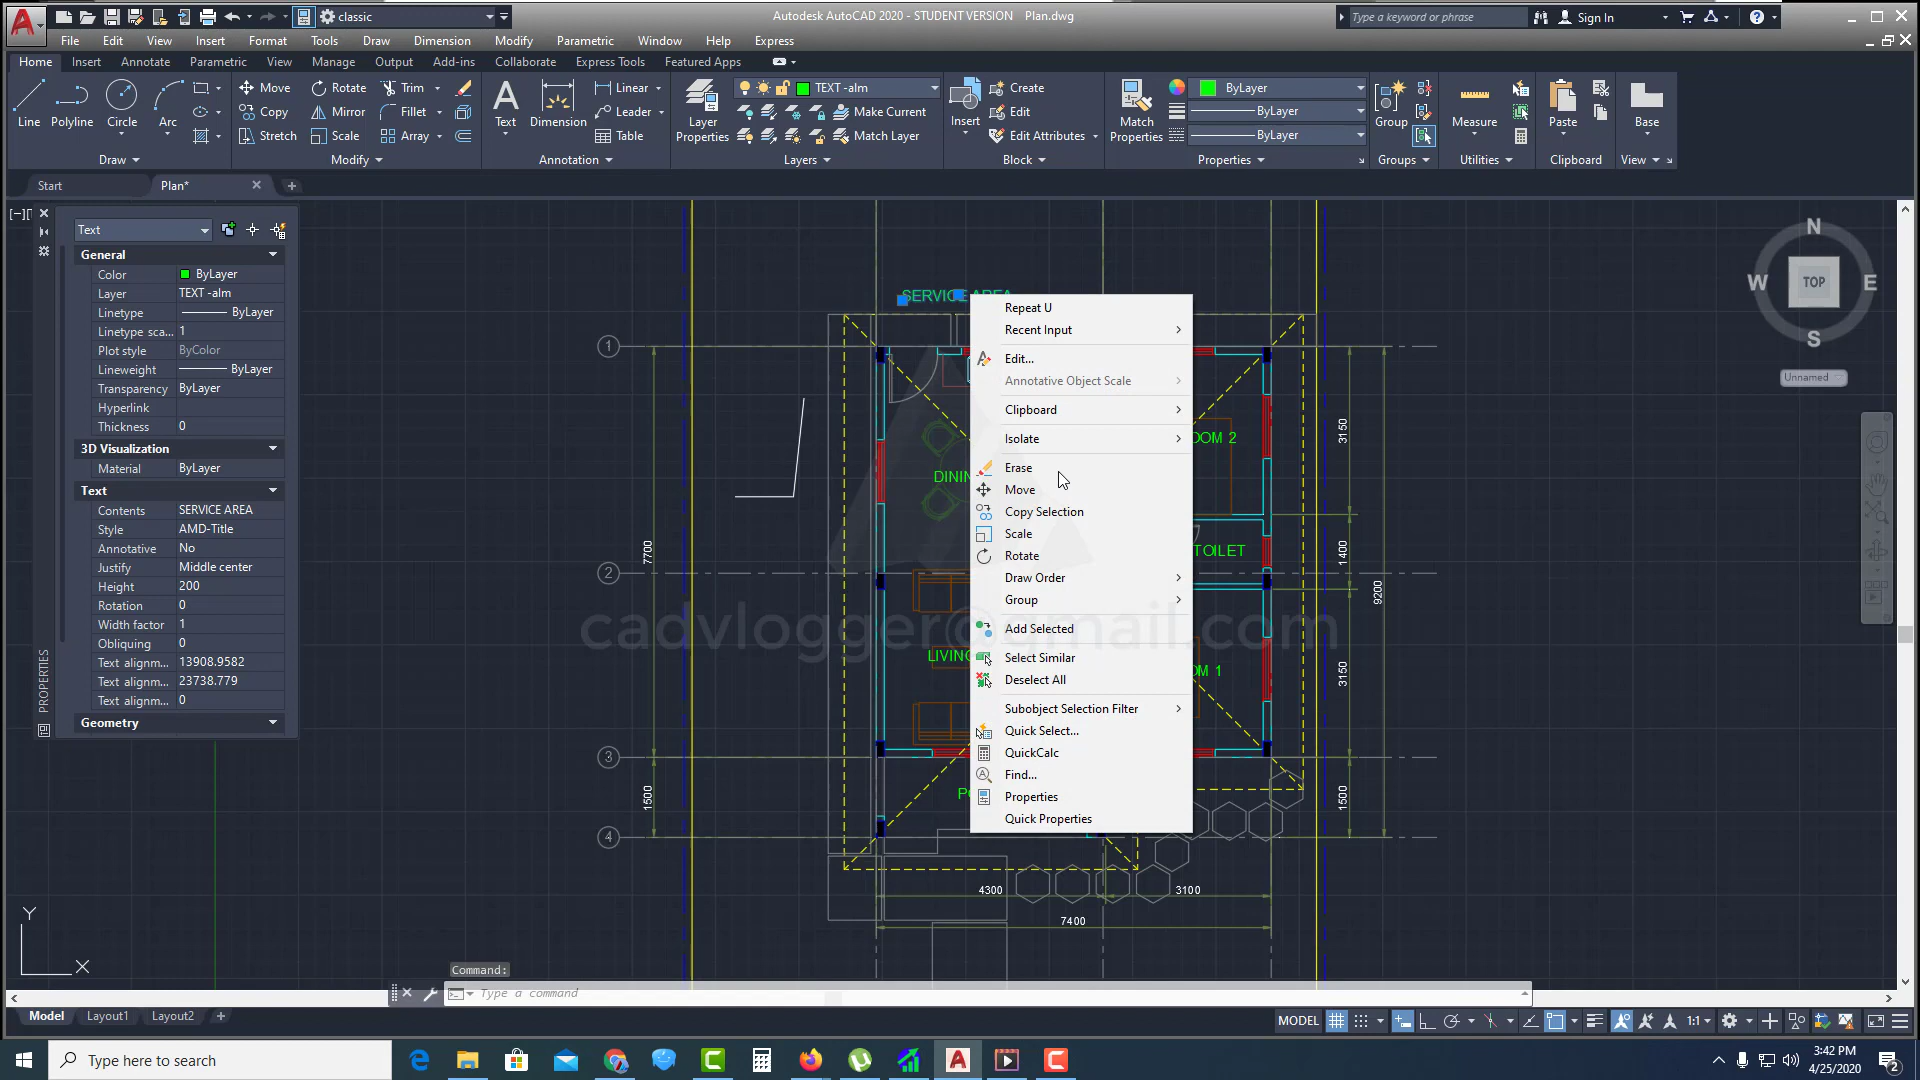 classic
Autodesk AutoCAD 2020 - STUDENT VERSION Plan.dwg
Type a keyword or phrase
Sign In
File Edit View Insert Format Tools Draw Dimension Modify Parametric Window Help Express
Home Insert Annotate Parametric View Manage Output Add-ins Collaborate Express Tools Featured Apps
Line Polyline Circle Arc
Move Rotate Trim
Copy Mirror Fillet
Stretch Scale Array
Text Dimension
Linear
Leader
Table
Layer Properties
TEXT -alm
Make Current
Match Layer
Insert
Create
Edit
Edit Attributes
Match Properties
ByLayer
ByLayer
ByLayer
Group
Measure
Paste
Base
Draw Modify Annotation Layers Block Properties Groups Utilities Clipboard View
Start Plan*
Text
General
Color ByLayer
Layer TEXT -alm
Linetype ByLayer
Linetype sca... 1
Plot style ByColor
Lineweight ByLayer
Transparency ByLayer
Hyperlink
Thickness 0
3D Visualization
Material ByLayer
Text
Contents SERVICE AREA
Style AMD-Title
Annotative No
Justify Middle center
Height 200
Rotation 0
Width factor 1
Obliquing 0
Text alignm... 13908.9582
Text alignm... 23738.779
Text alignm... 0
Geometry
PROPERTIES
SERVICE AREA
1
2
3
4
7700
1500
DININ
LIVING
PO
OOM 2
TOILET
OM 1
3150
1400
3150
1500
9200
4300
3100
7400
Repeat U
Recent Input
Edit...
Annotative Object Scale
Clipboard
Isolate
Erase
Move
Copy Selection
Scale
Rotate
Draw Order
Group
Add Selected
Select Similar
Deselect All
Subobject Selection Filter
Quick Select...
QuickCalc
Find...
Properties
Quick Properties
cadvlogger@gmail.com
N
W TOP E
S
Unnamed
Y
X
Command:
Type a command
Model Layout1 Layout2
MODEL
1:1
Type here to search
3:42 PM
4/25/2020
2